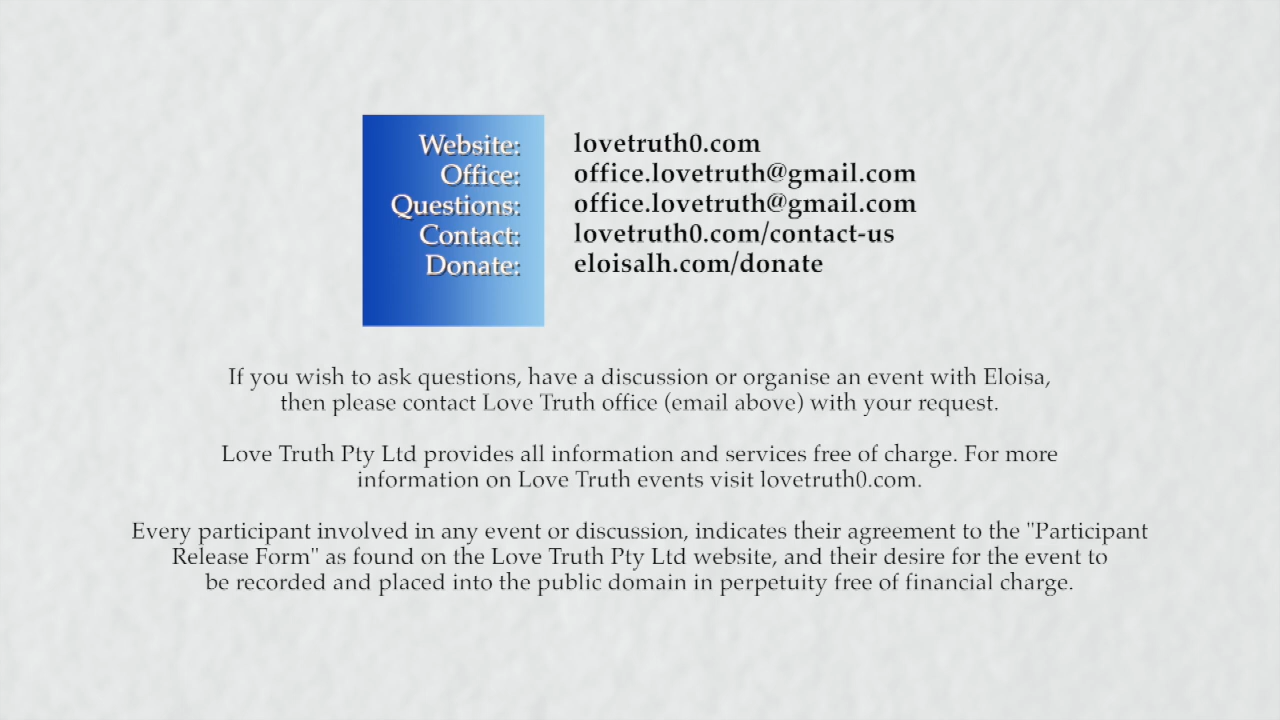 Website: lovetruth0.com
Office: office.lovetruth@gmail.com
Questions: office.lovetruth@gmail.com
Contact: lovetruth0.com/contact-us
Donate: eloisalh.com/donate
If you wish to ask questions, have a discussion or organise an event with Eloisa,
then please contact Love Truth office (email above) with your request.
Love Truth Pty Ltd provides all information and services free of charge. For more
information on Love Truth events visit lovetruth0.com.
Every participant involved in any event or discussion, indicates their agreement to the "Participant
Release Form" as found on the Love Truth Pty Ltd website, and their desire for the event to
be recorded and placed into the public domain in perpetuity free of financial charge.